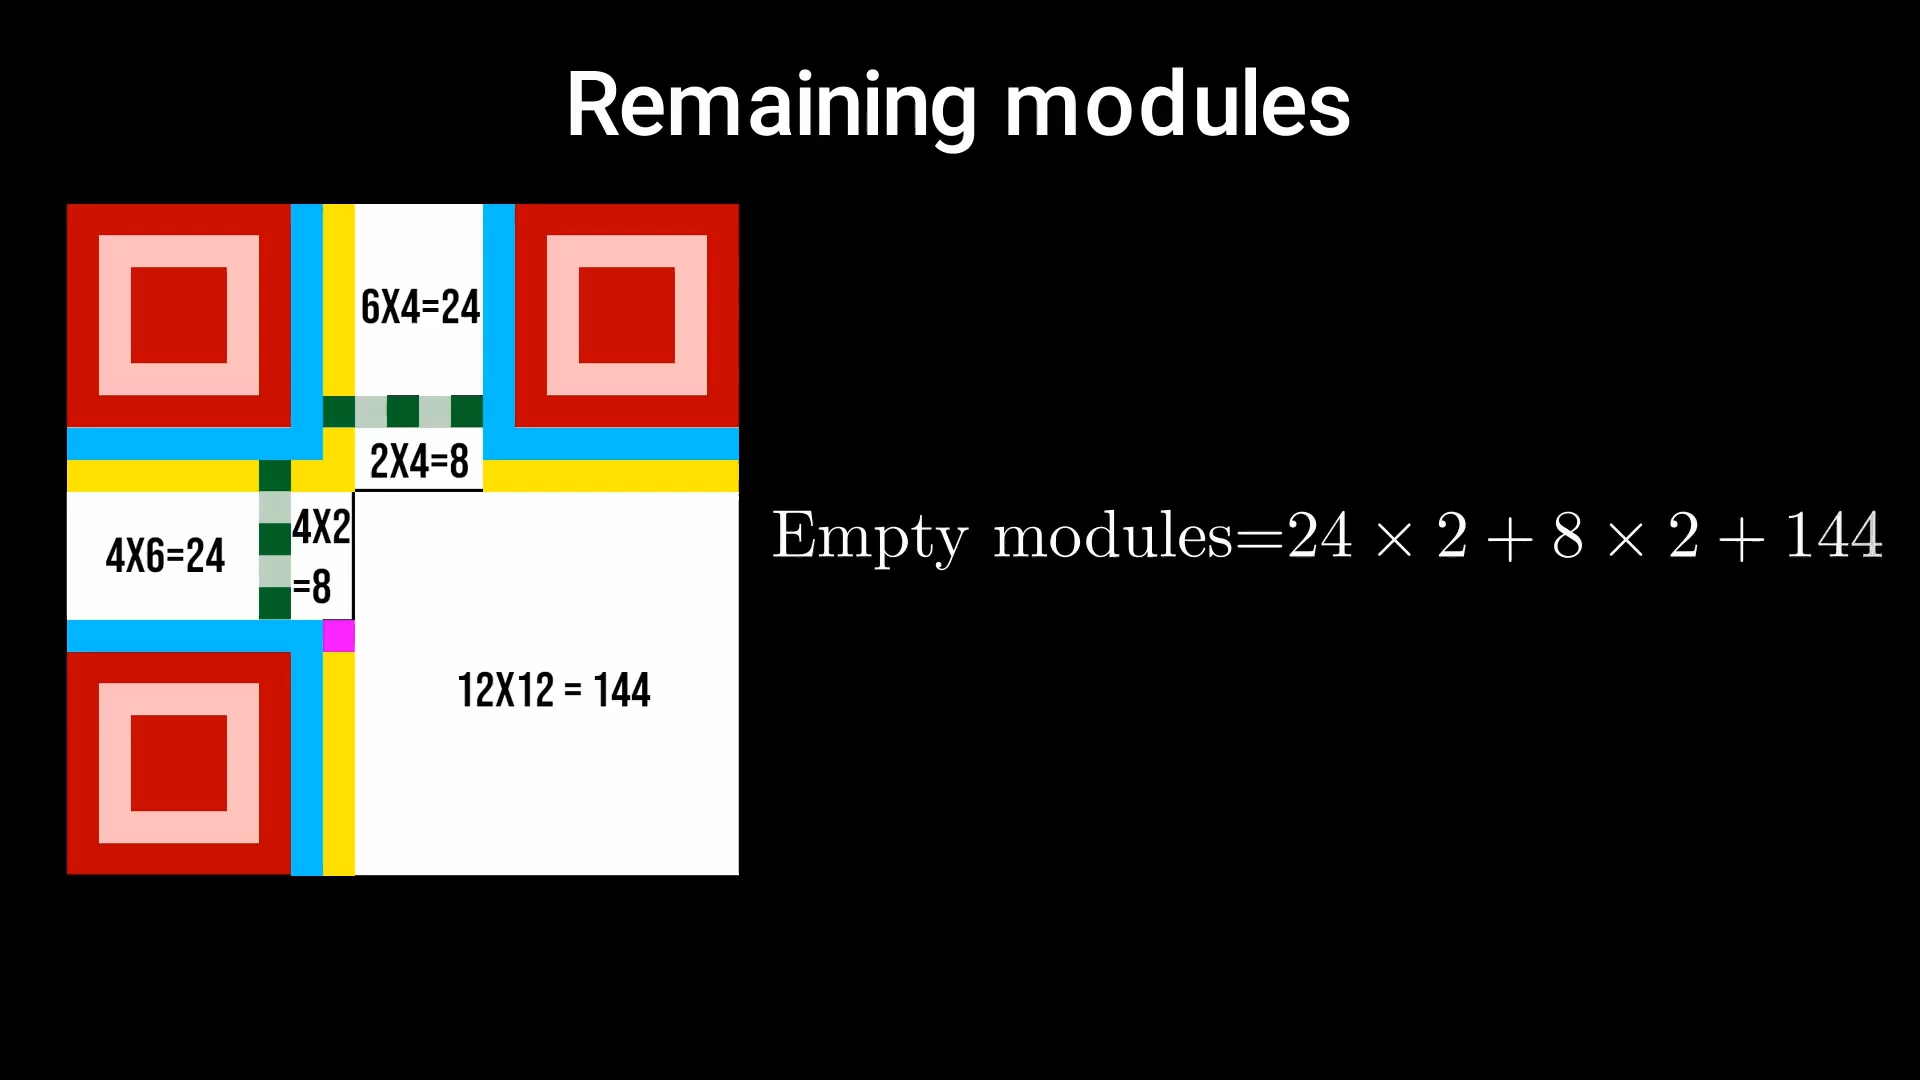 Remaining modules
6X4=24
2X4=8
4X6=24
4X2
=8
Empty modules=24 × 2 + 8 × 2 + 144
12X12 = 144